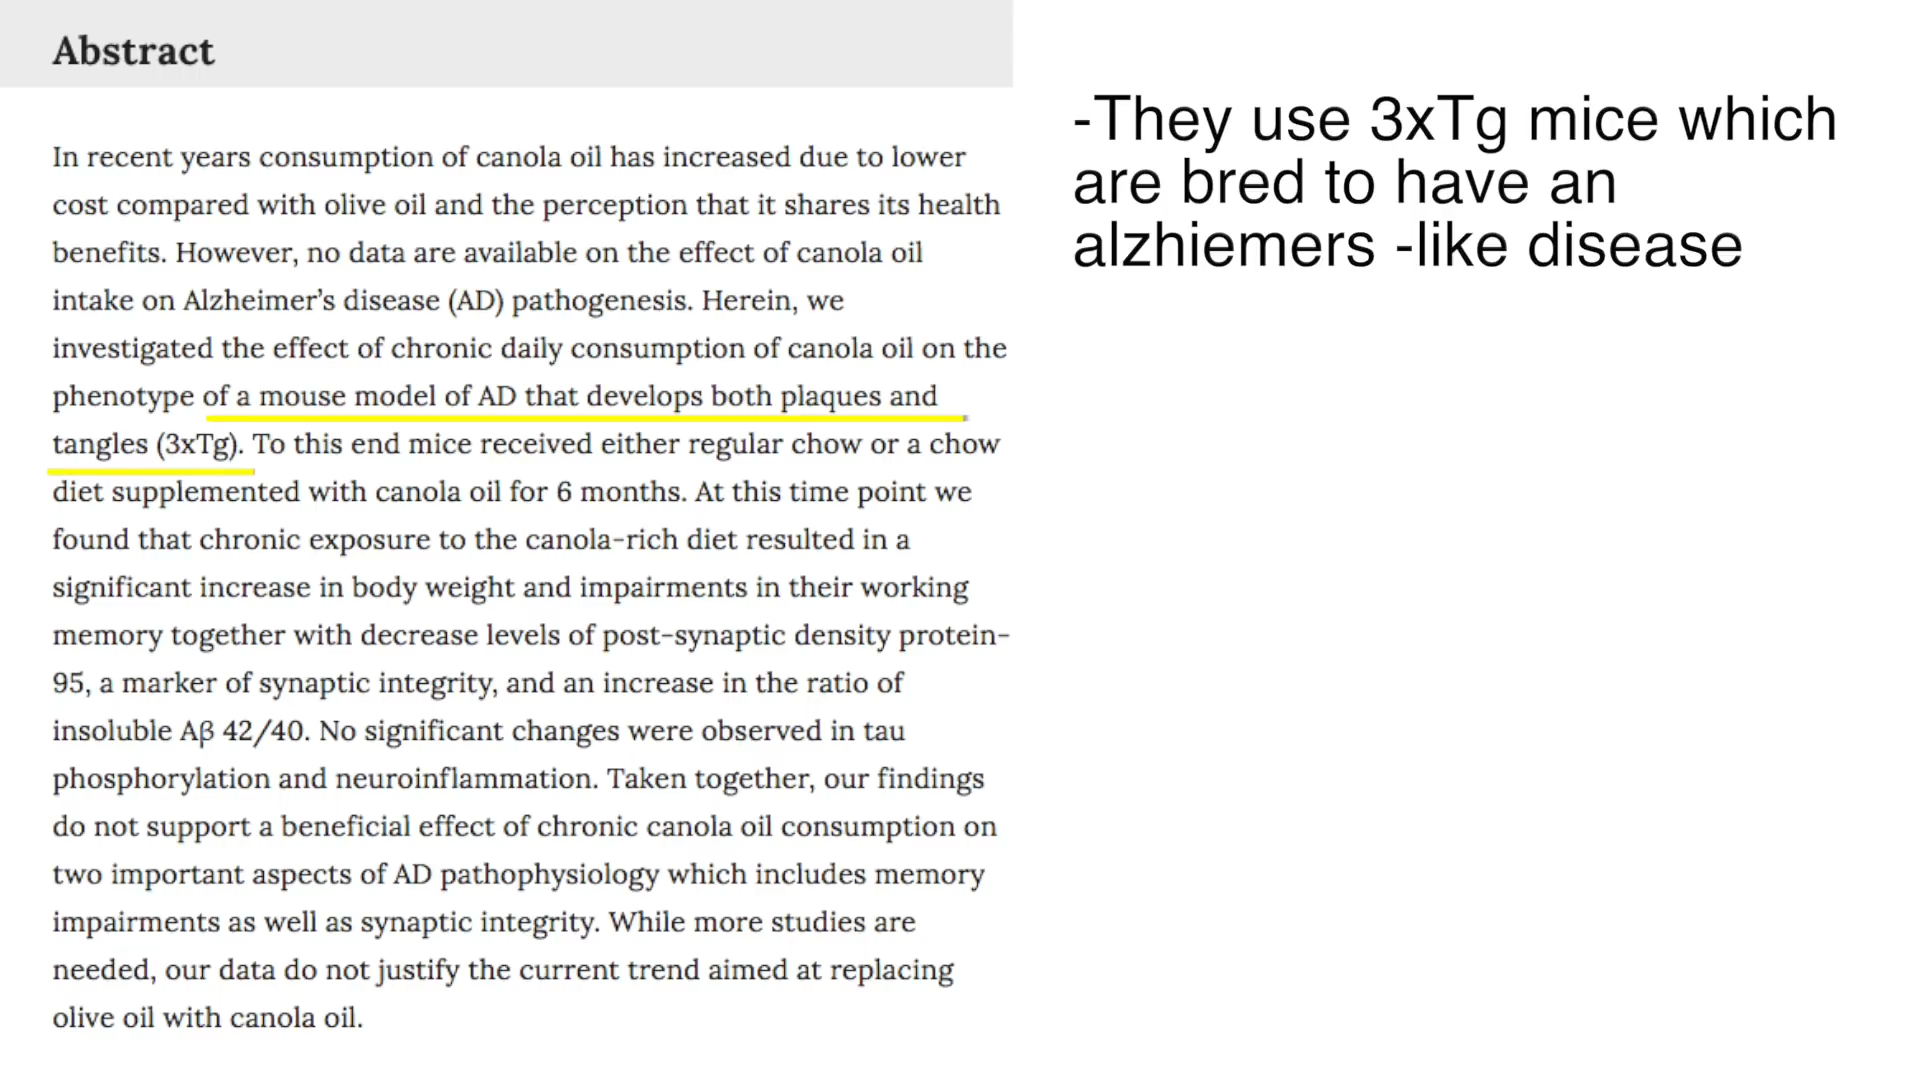 Abstract
In recent years consumption of canola oil has increased due to lower
cost compared with olive oil and the perception that it shares its health
benefits. However, no data are available on the effect of canola oil
intake on Alzheimer’s disease (AD) pathogenesis. Herein, we
investigated the effect of chronic daily consumption of canola oil on the
phenotype of a mouse model of AD that develops both plaques and
tangles (3xTg). To this end mice received either regular chow or a chow
diet supplemented with canola oil for 6 months. At this time point we
found that chronic exposure to the canola-rich diet resulted in a
significant increase in body weight and impairments in their working
memory together with decrease levels of post-synaptic density protein-
95, a marker of synaptic integrity, and an increase in the ratio of
insoluble Aβ 42/40. No significant changes were observed in tau
phosphorylation and neuroinflammation. Taken together, our findings
do not support a beneficial effect of chronic canola oil consumption on
two important aspects of AD pathophysiology which includes memory
impairments as well as synaptic integrity. While more studies are
needed, our data do not justify the current trend aimed at replacing
olive oil with canola oil.
-They use 3xTg mice which
are bred to have an
alzhiemers -like disease